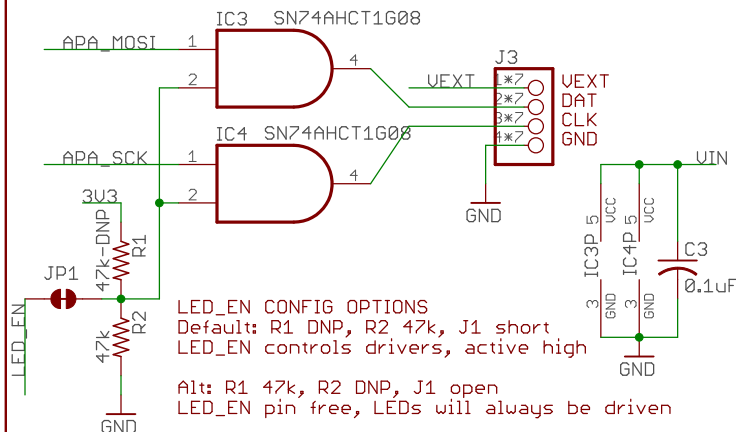 IC3 SN74AHCT1G08
APA_MOSI 1
2
4
J3
VEXT 1*7 VEXT
2*7 DAT
3*7 CLK
4*7 GND
GND
IC4 SN74AHCT1G08
APA_SCK 1
2
4
3V3
47k-DNP R1
JP1
LED_EN
47k R2
GND
VIN
IC3P 5 VCC
3 GND
IC4P 5 VCC
3 GND
C3
0.1uF
GND
LED_EN CONFIG OPTIONS
Default: R1 DNP, R2 47k, J1 short
LED_EN controls drivers, active high
Alt: R1 47k, R2 DNP, J1 open
LED_EN pin free, LEDs will always be driven